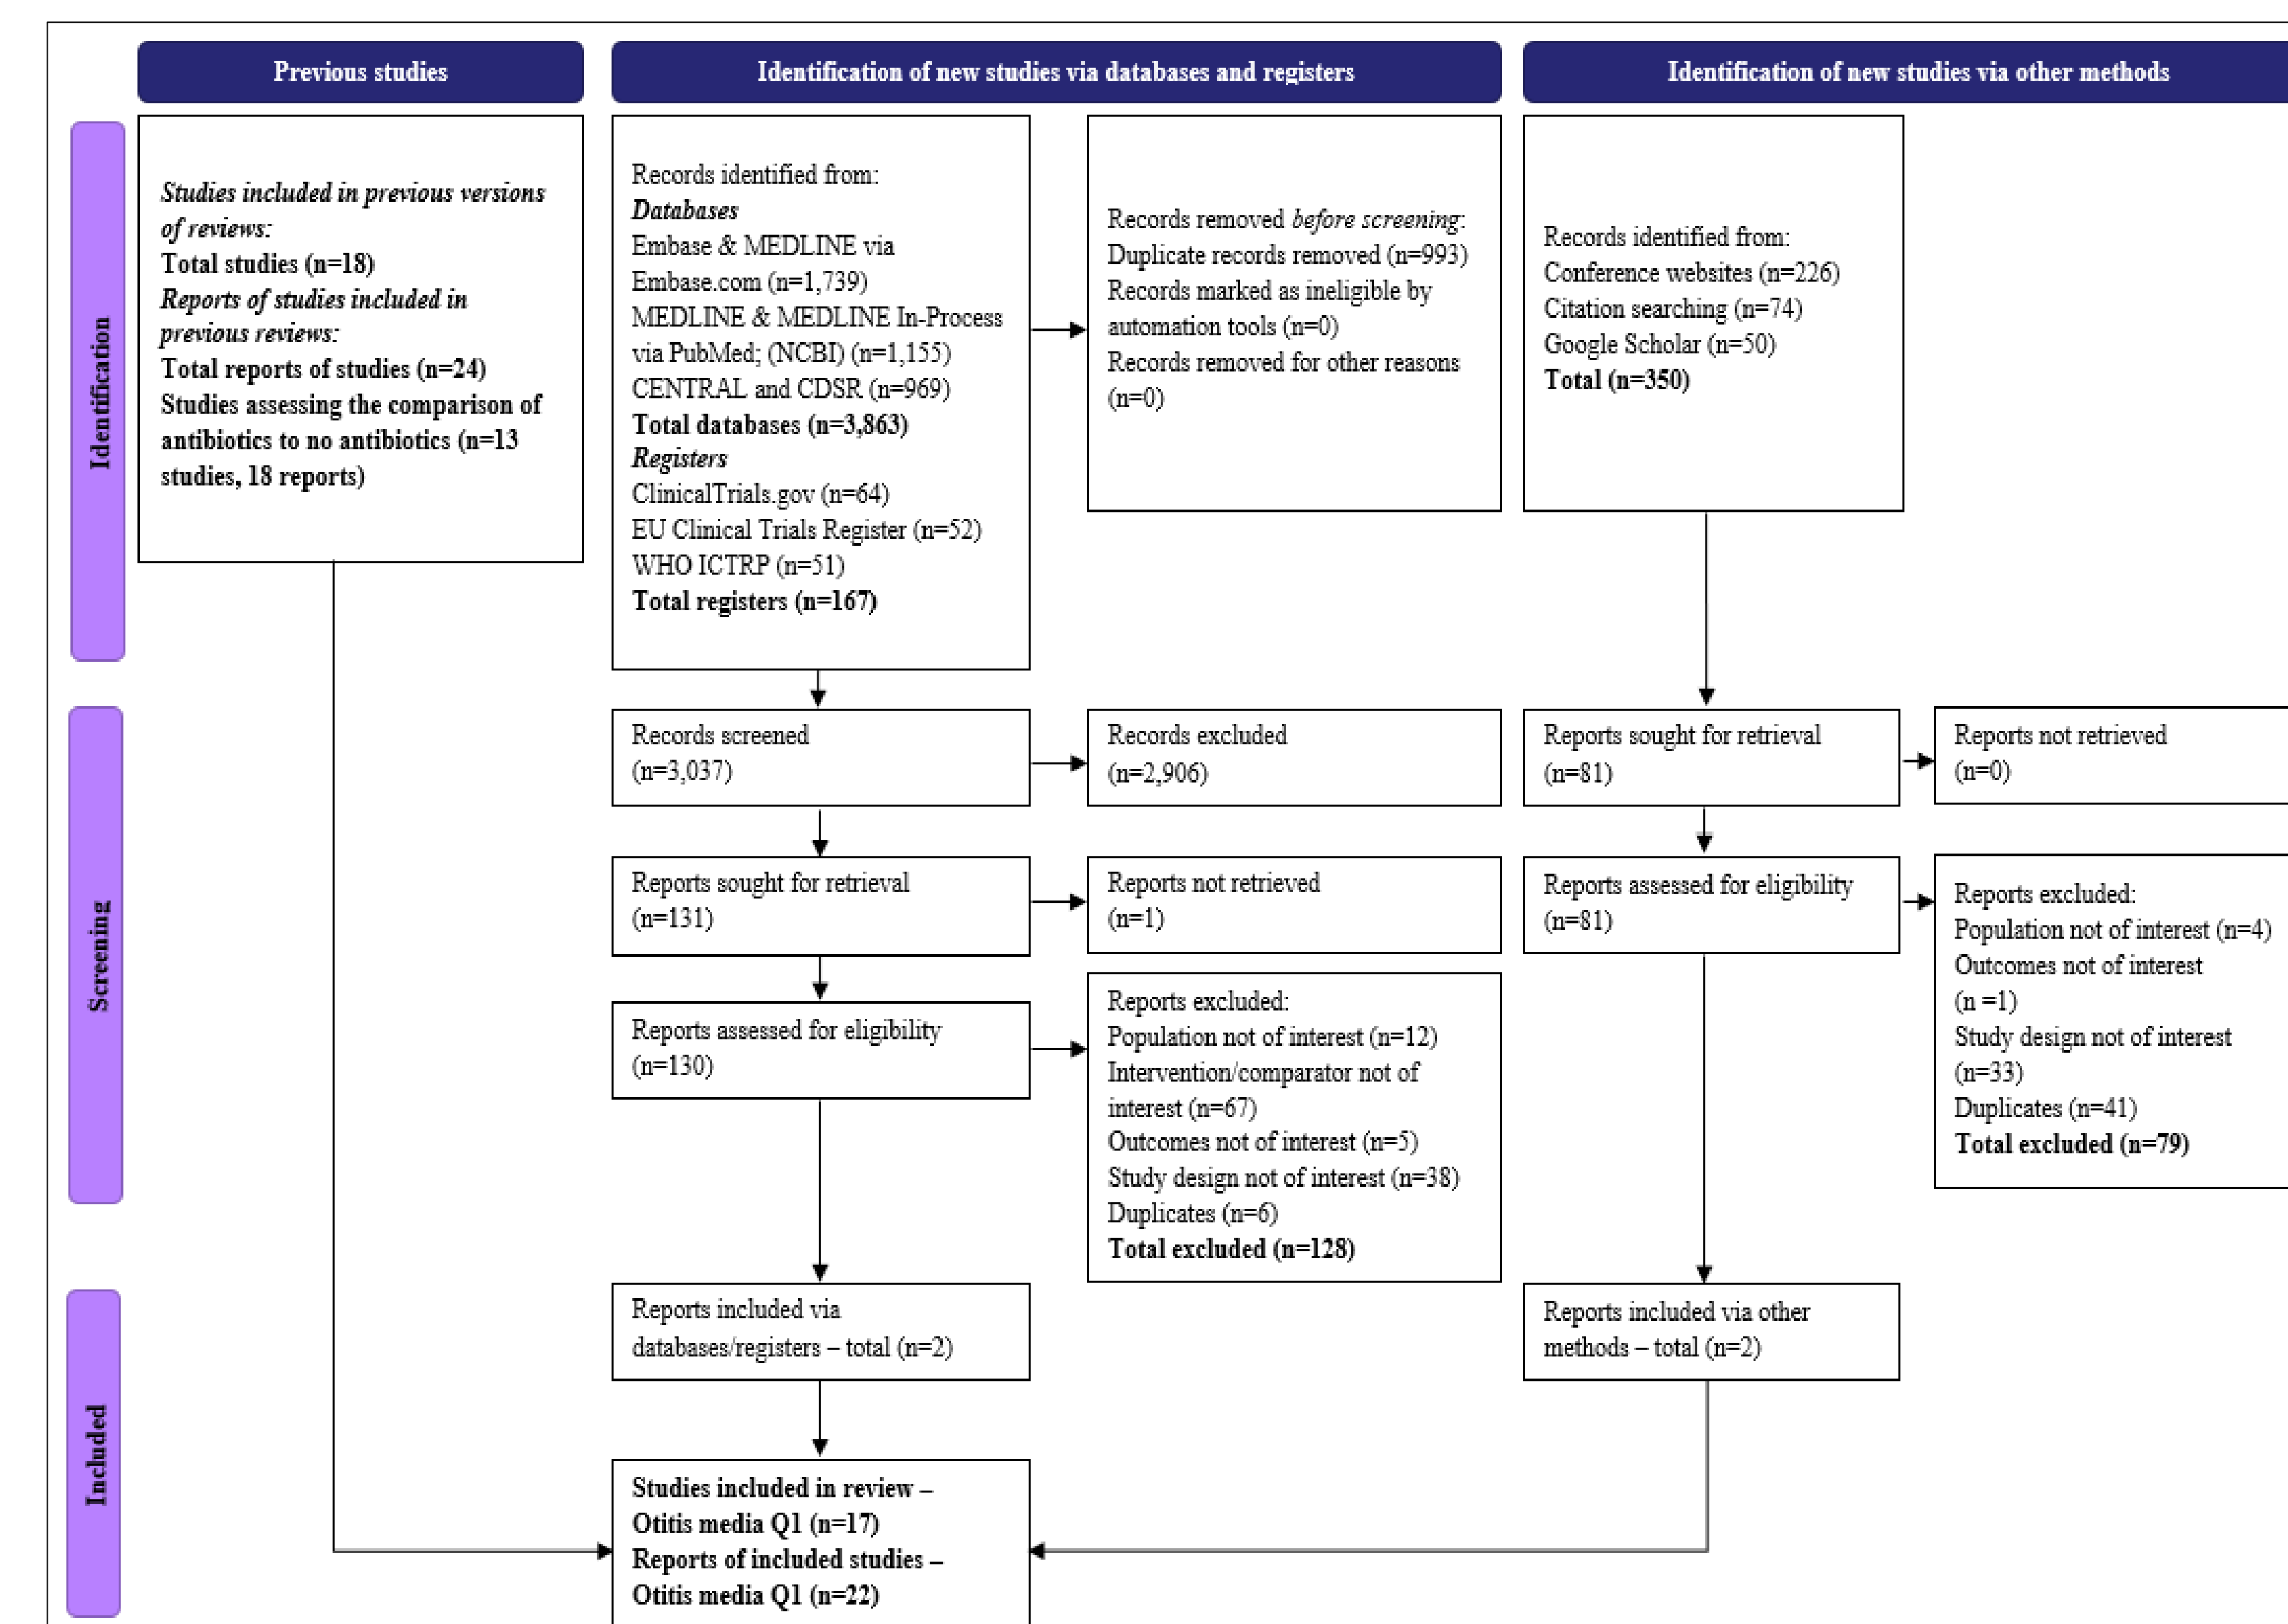 Previous studies
Identification of new studies via databases and registers
Identification of new studies via other methods
Identification
Studies included in previous versions
of reviews:
Total studies (n=18)
Reports of studies included in
previous reviews:
Total reports of studies (n=24)
Studies assessing the comparison of
antibiotics to no antibiotics (n=13
studies, 18 reports)
Records identified from:
Databases
Embase & MEDLINE via
Embase.com (n=1,739)
MEDLINE & MEDLINE In-Process
via PubMed; (NCBI) (n=1,155)
CENTRAL and CDSR (n=969)
Total databases (n=3,863)
Registers
ClinicalTrials.gov (n=64)
EU Clinical Trials Register (n=52)
WHO ICTRP (n=51)
Total registers (n=167)
Records removed before screening:
Duplicate records removed (n=993)
Records marked as ineligible by
automation tools (n=0)
Records removed for other reasons
(n=0)
Records identified from:
Conference websites (n=226)
Citation searching (n=74)
Google Scholar (n=50)
Total (n=350)
Screening
Records screened
(n=3,037)
Records excluded
(n=2,906)
Reports sought for retrieval
(n=81)
Reports not retrieved
(n=0)
Reports sought for retrieval
(n=131)
Reports not retrieved
(n=1)
Reports assessed for eligibility
(n=81)
Reports excluded:
Population not of interest (n=4)
Outcomes not of interest
(n =1)
Study design not of interest
(n=33)
Duplicates (n=41)
Total excluded (n=79)
Reports assessed for eligibility
(n=130)
Reports excluded:
Population not of interest (n=12)
Intervention/comparator not of
interest (n=67)
Outcomes not of interest (n=5)
Study design not of interest (n=38)
Duplicates (n=6)
Total excluded (n=128)
Included
Reports included via
databases/registers – total (n=2)
Reports included via other
methods – total (n=2)
Studies included in review –
Otitis media Q1 (n=17)
Reports of included studies –
Otitis media Q1 (n=22)